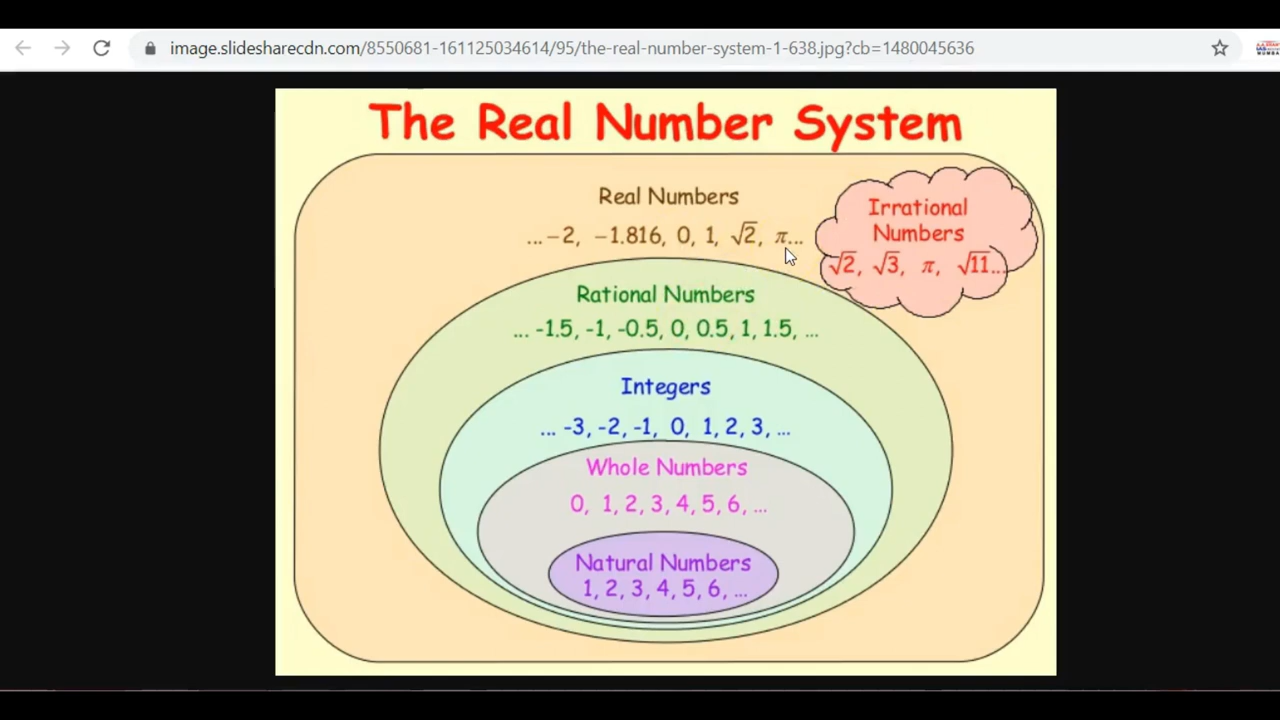 image.slidesharecdn.com/8550681-161125034614/95/the-real-number-system-1-638.jpg?cb=1480045636
The Real Number System
Real Numbers
...−2, −1.816, 0, 1, √2, π...
Irrational
Numbers
√2, √3, π, √11...
Rational Numbers
... -1.5, -1, -0.5, 0, 0.5, 1, 1.5, ...
Integers
... -3, -2, -1, 0, 1, 2, 3, ...
Whole Numbers
0, 1, 2, 3, 4, 5, 6, ...
Natural Numbers
1, 2, 3, 4, 5, 6, ...